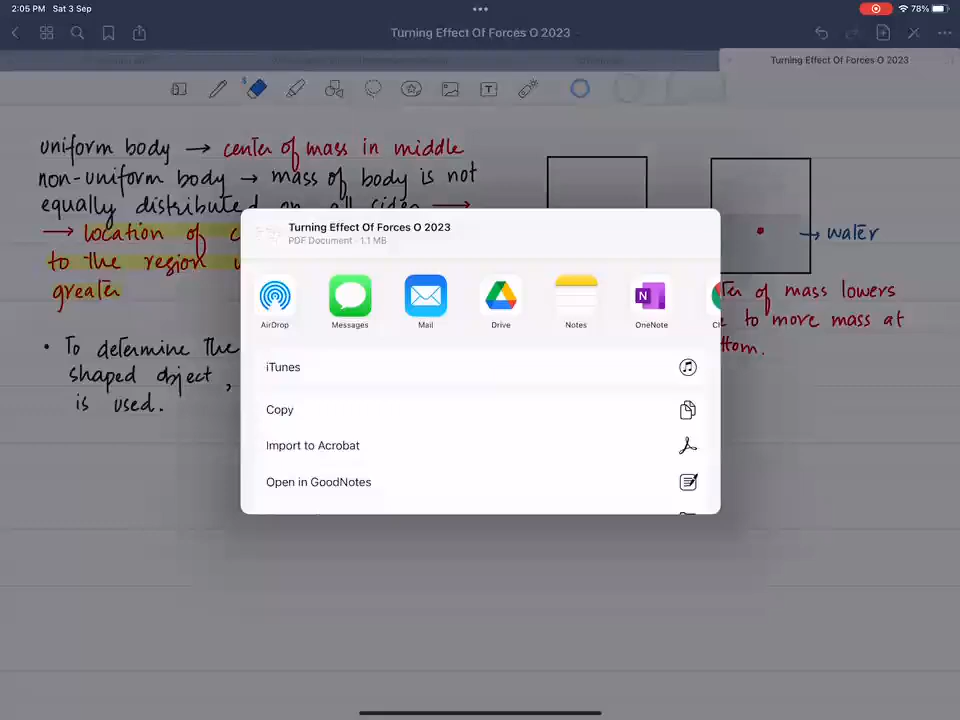 2:05 PM Sat 3 Sep
78%
Turning Effect Of Forces O 2023
Turning Effect Of Forces O 2023
uniform body → center of mass in middle
non-uniform body → mass of body is not
equally distributed on all sides →
→ location of c
to the region
greater
→ water
ter of mass lowers
e to more mass at
ttom.
• To determine the
shaped object,
is used.
Turning Effect Of Forces O 2023
PDF Document · 1.1 MB
AirDrop
Messages
Mail
Drive
Notes
OneNote
iTunes
Copy
Import to Acrobat
Open in GoodNotes